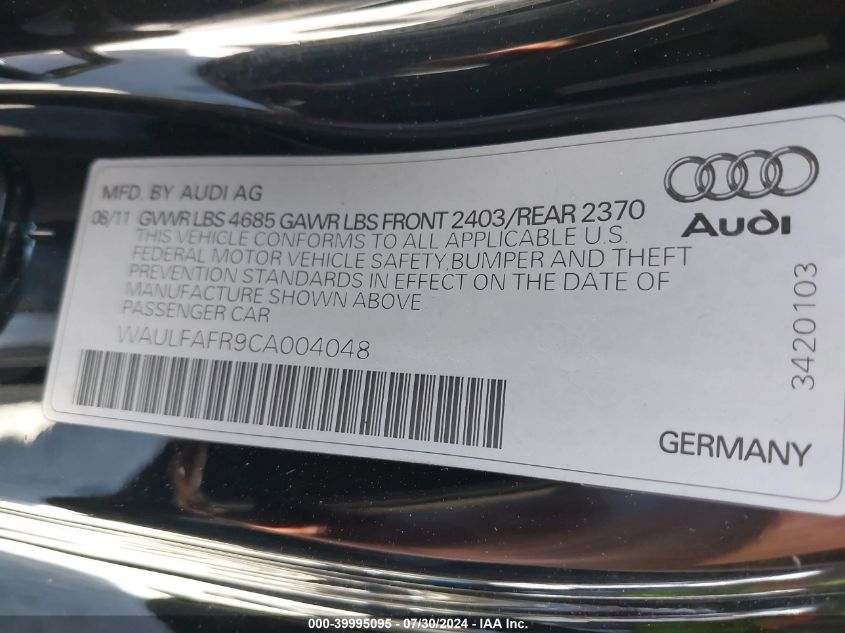 MFD. BY AUDI AG
08/11 GVWR LBS 4685 GAWR LBS FRONT 2403/REAR 2370
THIS VEHICLE CONFORMS TO ALL APPLICABLE U.S.
FEDERAL MOTOR VEHICLE SAFETY,BUMPER AND THEFT
PREVENTION STANDARDS IN EFFECT ON THE DATE OF
MANUFACTURE SHOWN ABOVE
PASSENGER CAR
WAULFAFR9CA004048
Audi
3420103
GERMANY
000-39995095 - 07/30/2024 - IAA Inc.